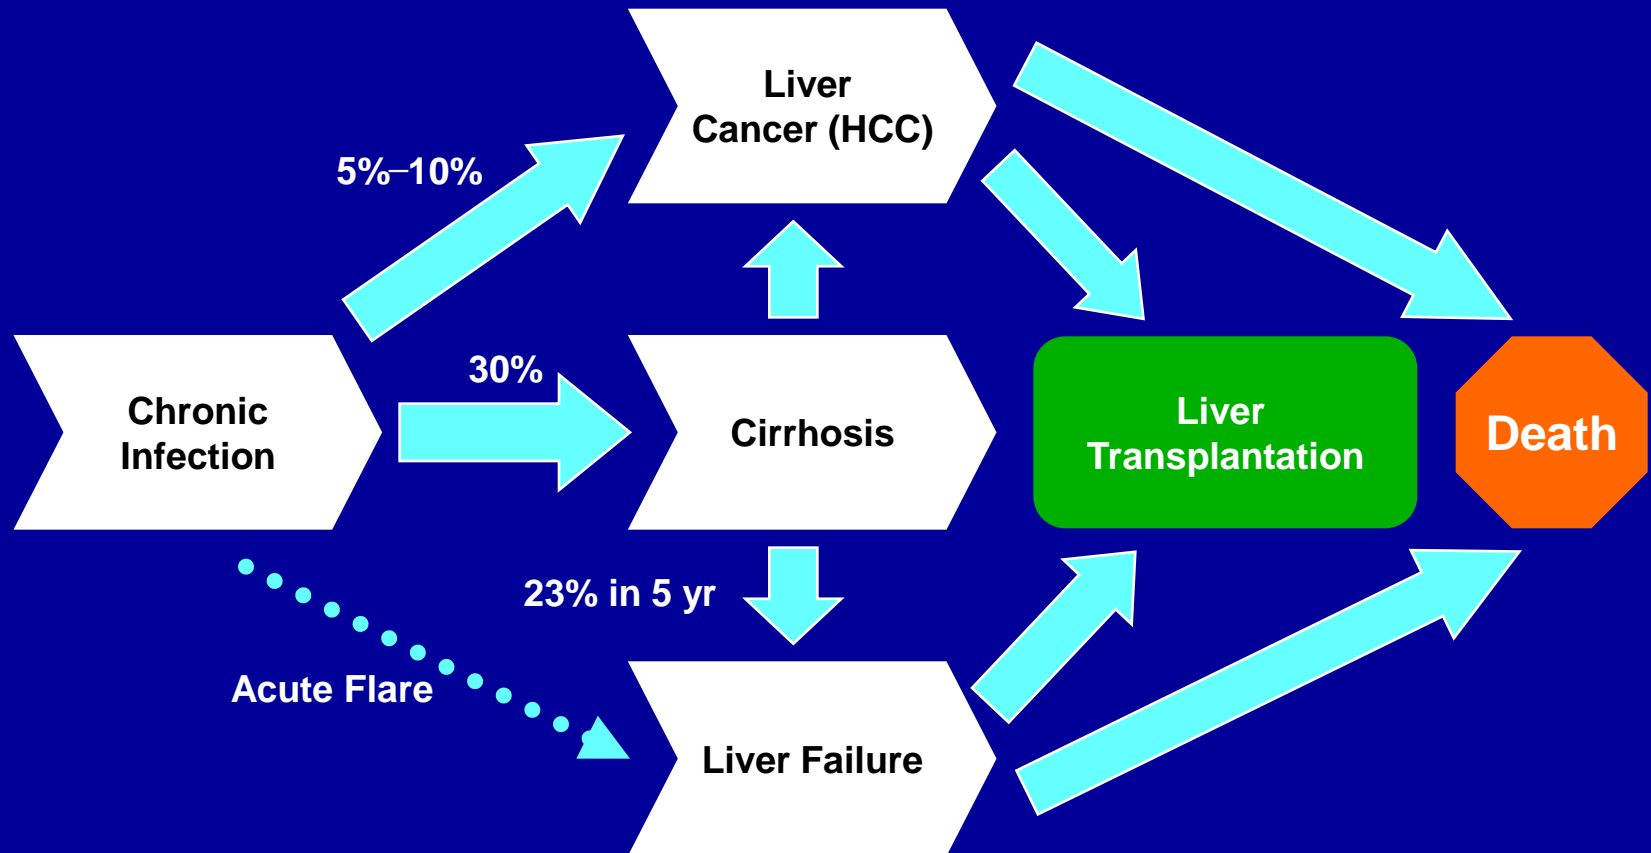 Liver
Cancer (HCC)
5%–10%
30%
Chronic
Infection
Cirrhosis
Liver
Transplantation
Death
23% in 5 yr
Acute Flare
Liver Failure